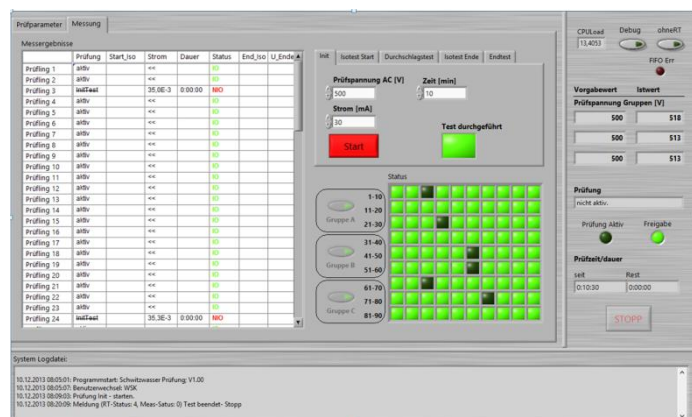 Prüfparameter Messung
Messergebnisse
Prüfung Start_Iso Strom Dauer Status End_Iso U_Ende
Prüfling 1 aktiv << IO
Prüfling 2 aktiv << IO
Prüfling 3 InitTest 35,0E-3 0:00:00 NIO
Prüfling 4 aktiv << IO
Prüfling 5 aktiv << IO
Prüfling 6 aktiv << IO
Prüfling 7 aktiv << IO
Prüfling 8 aktiv << IO
Prüfling 9 aktiv << IO
Prüfling 10 aktiv << IO
Prüfling 11 aktiv << IO
Prüfling 12 aktiv << IO
Prüfling 13 aktiv << IO
Prüfling 14 aktiv << IO
Prüfling 15 aktiv << IO
Prüfling 16 aktiv << IO
Prüfling 17 aktiv << IO
Prüfling 18 aktiv << IO
Prüfling 19 aktiv << IO
Prüfling 20 aktiv << IO
Prüfling 21 aktiv << IO
Prüfling 22 aktiv << IO
Prüfling 23 aktiv << IO
Prüfling 24 InitTest 35,3E-3 0:00:00 NIO
Init Isotest Start Durchschlagstest Isotest Ende Endtest
Prüfspannung AC [V] Zeit [min]
500 10
Strom [mA]
30
Test durchgeführt
Start
Status
1-10
11-20
21-30
Gruppe A
31-40
41-50
51-60
Gruppe B
61-70
71-80
81-90
Gruppe C
CPULoad Debug ohneRT
13,4053
FIFO Err
Vorgabewert Istwert
Prüfspannung Gruppen [V]
500 518
500 513
500 513
Prüfung
nicht aktiv.
Prüfung Aktiv Freigabe
Prüfzeit/dauer
seit Rest
0:10:30 0:00:00
STOPP
System Logdatei:
10.12.2013 08:05:01: Programmstart: Schwitzwasser Prüfung; V1.00
10.12.2013 08:05:07: Benutzerwechsel: WSK
10.12.2013 08:09:03: Prüfung Init - starten.
10.12.2013 08:20:09: Meldung (RT-Status: 4, Meas-Satus: 0) Test beendet- Stopp